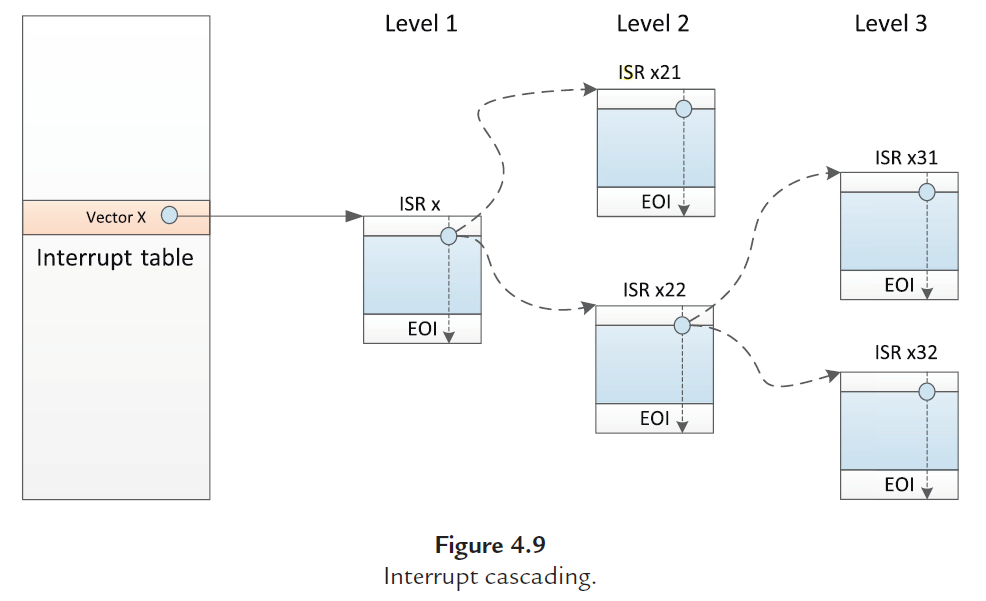 Level 1
Level 2
Level 3
ISR x21
EOI
ISR x31
EOI
Vector X
Interrupt table
ISR x
EOI
ISR x22
EOI
ISR x32
EOI
Figure 4.9
Interrupt cascading.